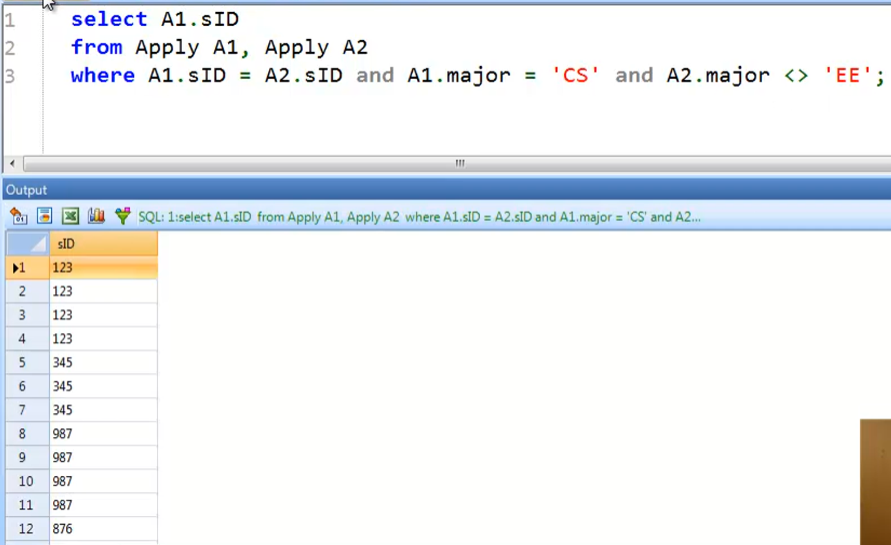 1 select A1.sID
2 from Apply A1, Apply A2
3 where A1.sID = A2.sID and A1.major = 'CS' and A2.major <> 'EE';
Output
SQL: 1:select A1.sID from Apply A1, Apply A2 where A1.sID = A2.sID and A1.major = 'CS' and A2...
sID
1 123
2 123
3 123
4 123
5 345
6 345
7 345
8 987
9 987
10 987
11 987
12 876